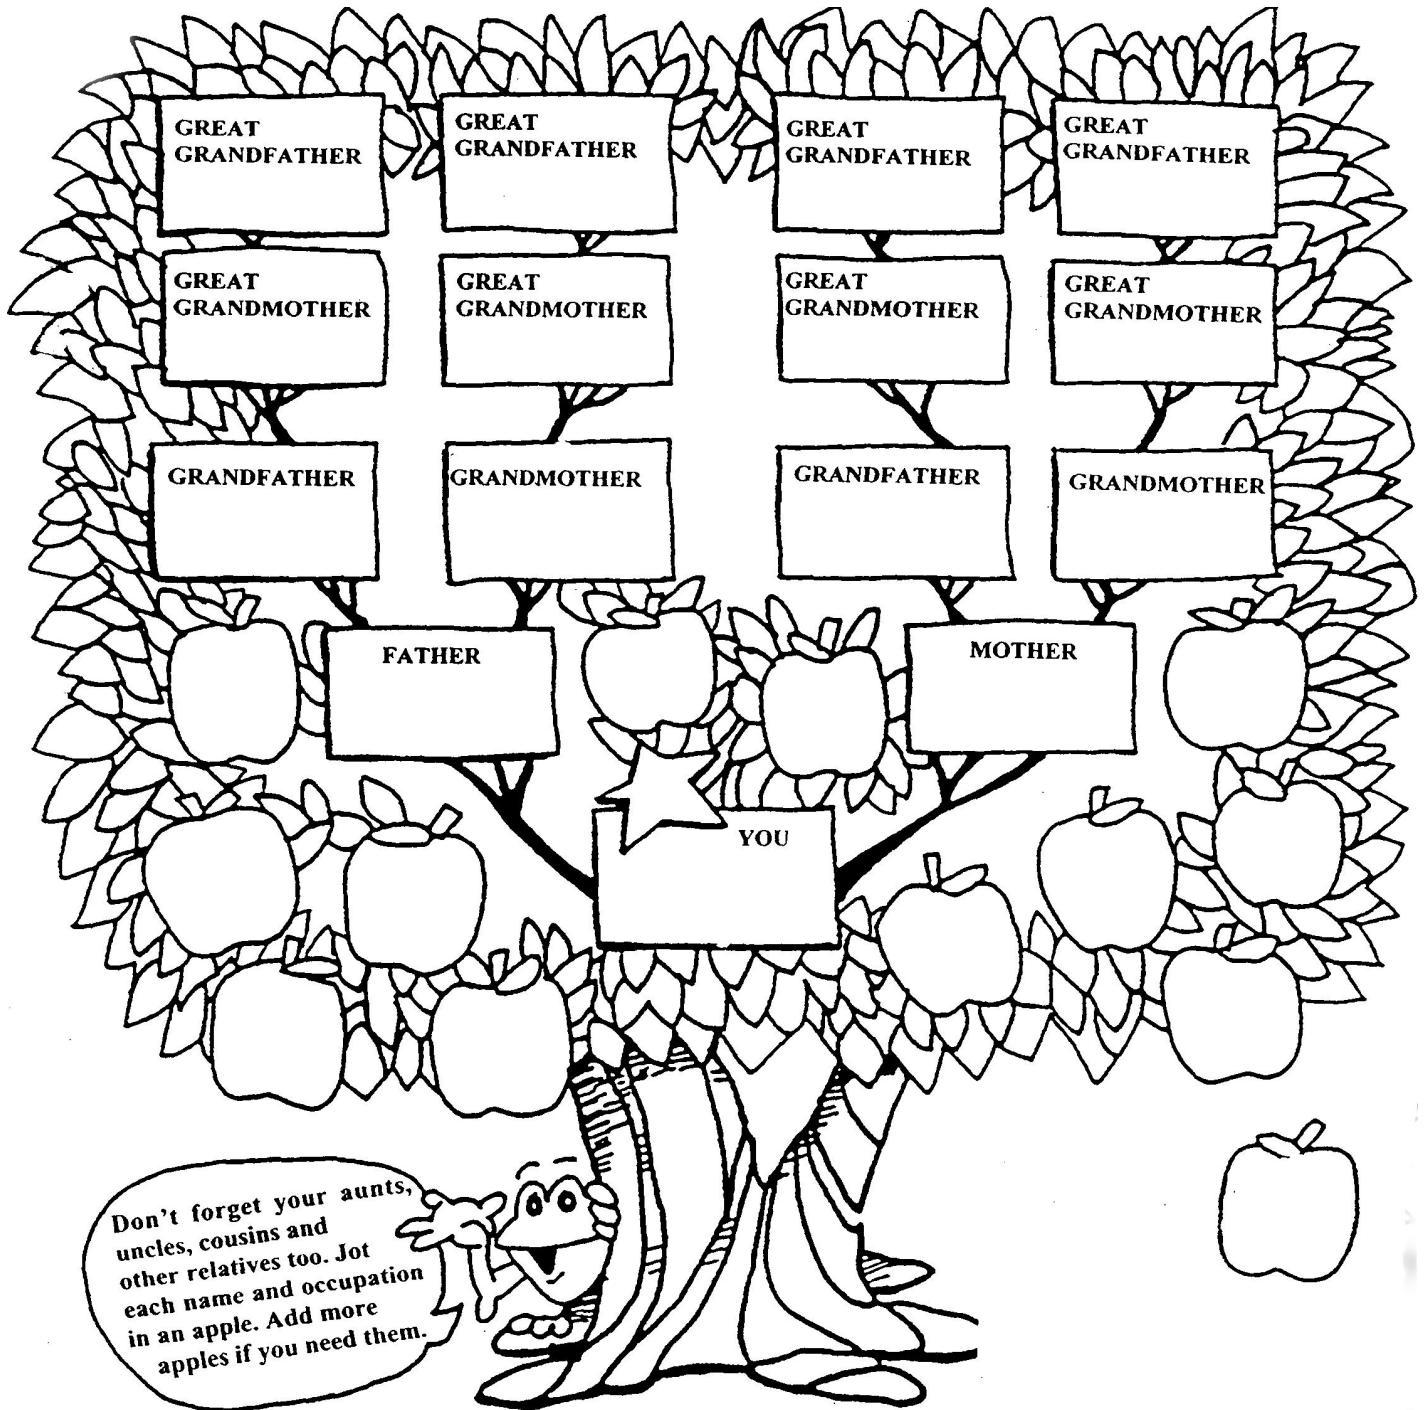 GREAT
GRANDFATHER
GREAT
GRANDFATHER
GREAT
GRANDFATHER
GREAT
GRANDFATHER
GREAT
GRANDMOTHER
GREAT
GRANDMOTHER
GREAT
GRANDMOTHER
GREAT
GRANDMOTHER
GRANDFATHER
GRANDMOTHER
GRANDFATHER
GRANDMOTHER
FATHER
MOTHER
YOU
Don't forget your aunts,
uncles, cousins and
other relatives too. Jot
each name and occupation
in an apple. Add more
apples if you need them.